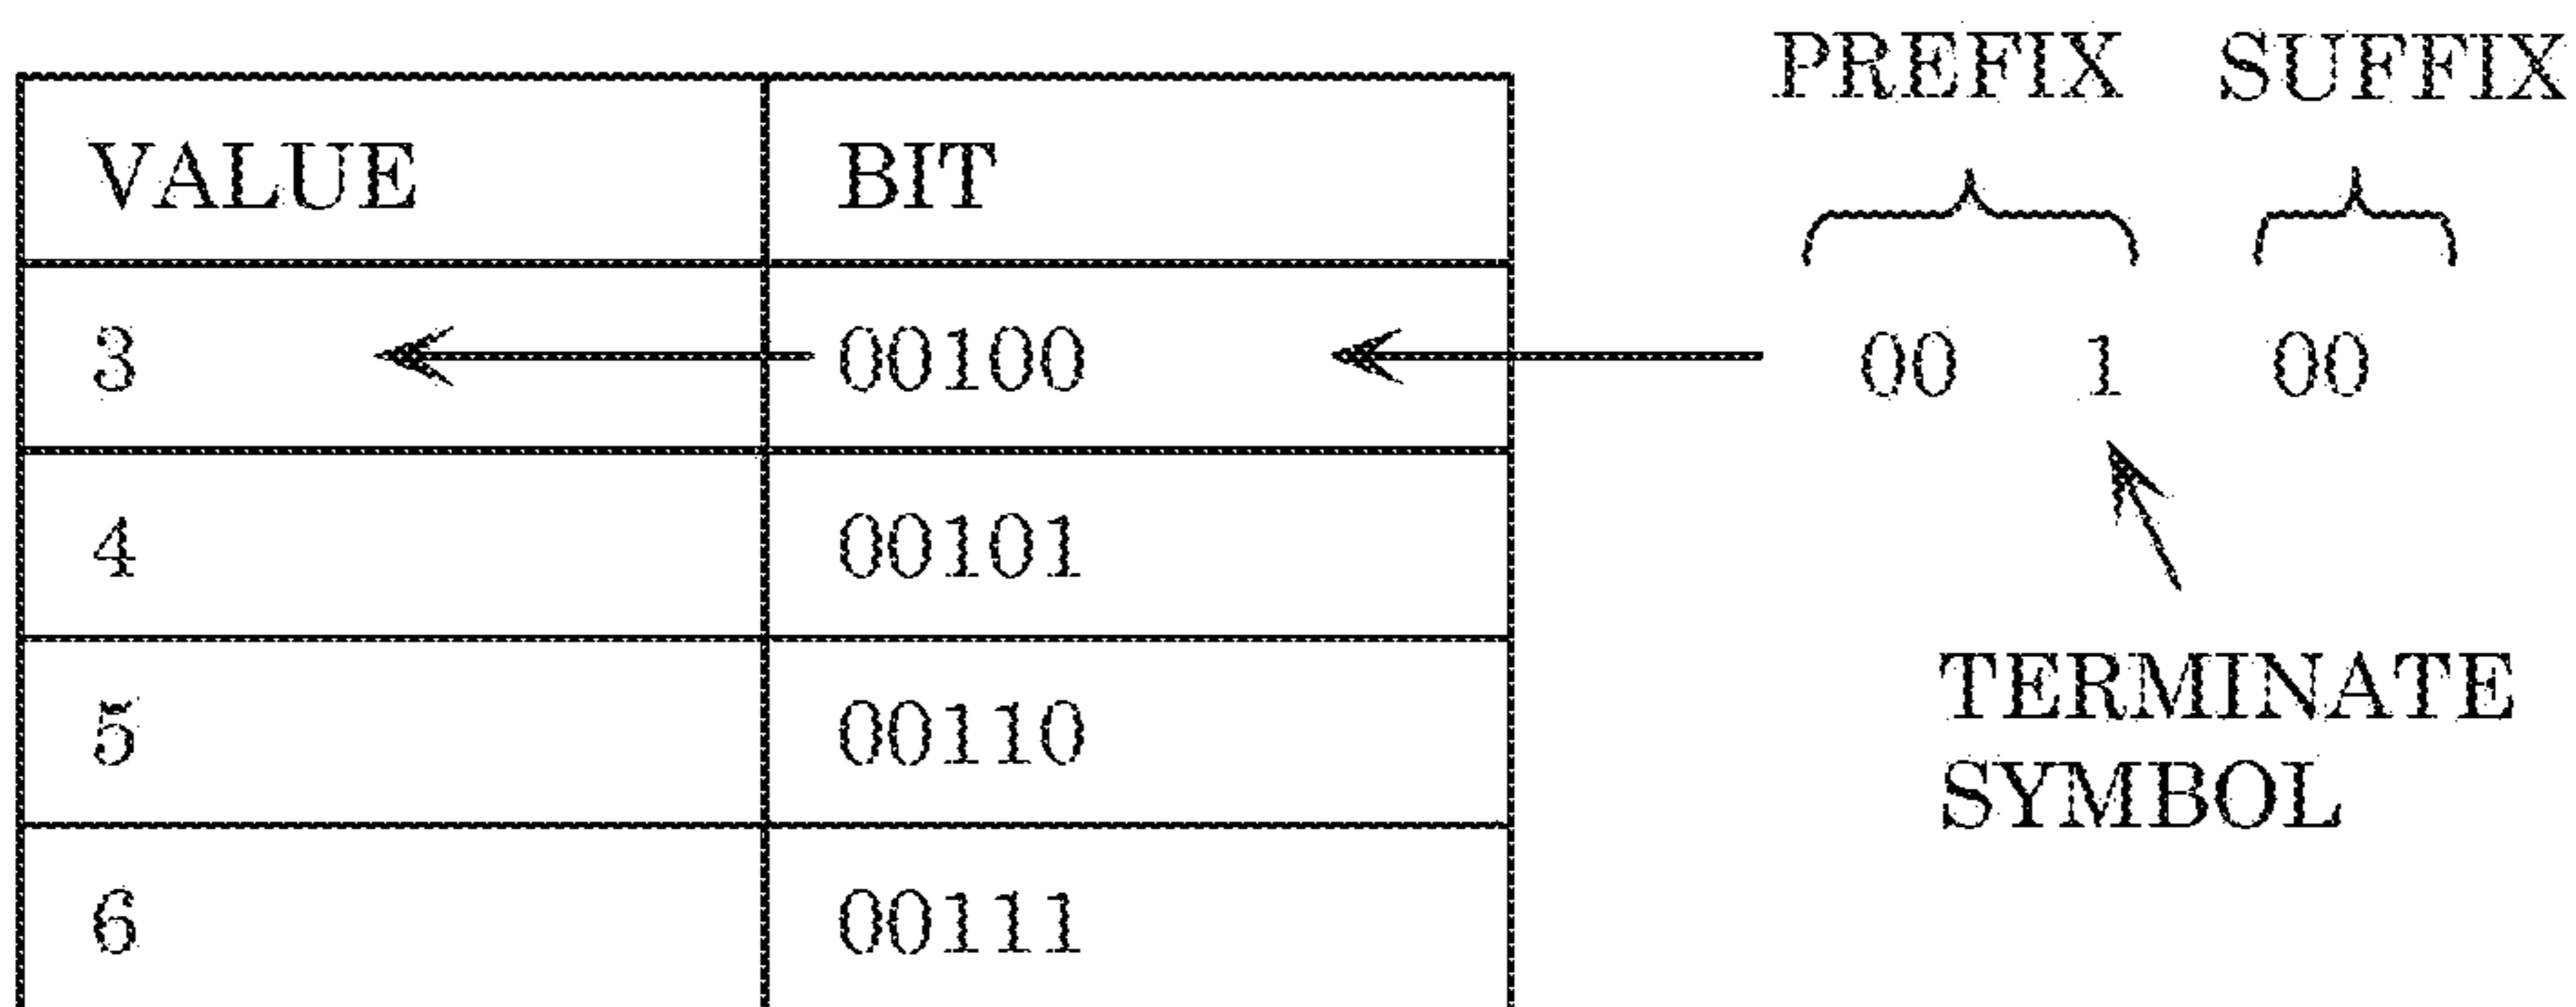 PREFIX SUFFIX
VALUE BIT
3 00100 00 1 00
4 00101
5 00110
TERMINATE
SYMBOL
6 00111